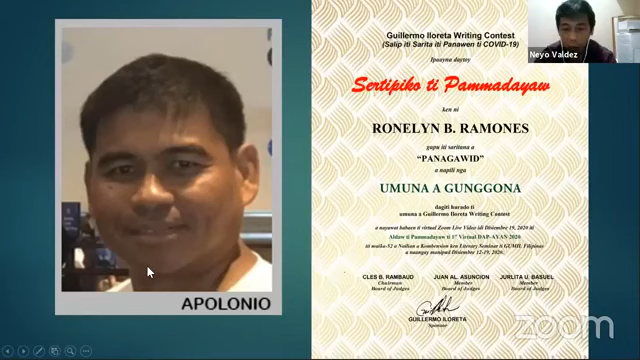 APOLONIO
Guillermo Iloreta Writing Contest
(Salip iti Sarita iti Panawen ti COVID-19)
Ipaayna daytoy
Sertipiko ti Pammadayaw
ken ni
RONELYN B. RAMONES
gapu iti saritana a
“PANAGAWID”
a napili nga
UMUNA A GUNGGONA
dagiti hurado ti
umuna a Guillermo Iloreta Writing Contest
a nayawat babaen ti virtual Zoom Live Video idi Disiembre 19, 2020 iti
Aldaw ti Pammadayaw ti 1st Virtual DAP-AYAN 2020
iti maika-52 a Nailian a Kombension ken Literary Seminar ti GUMIL Filipinas
a naangay manipud Disiembre 12-19, 2020.
CLES B. RAMBAUD
Chairman
Board of Judges
JUAN AL. ASUNCION
Member
Board of Judges
JURLITA U. BASUEL
Member
Board of Judges
GUILLERMO ILORETA
Sponsor
Neyo Valdez
zoom